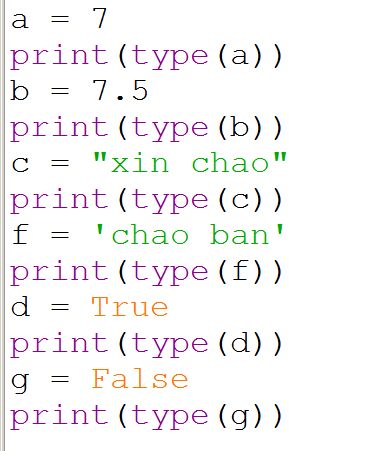 a = 7
print(type(a))
b = 7.5
print(type(b))
c = "xin chao"
print(type(c))
f = 'chao ban'
print(type(f))
d = True
print(type(d))
g = False
print(type(g))